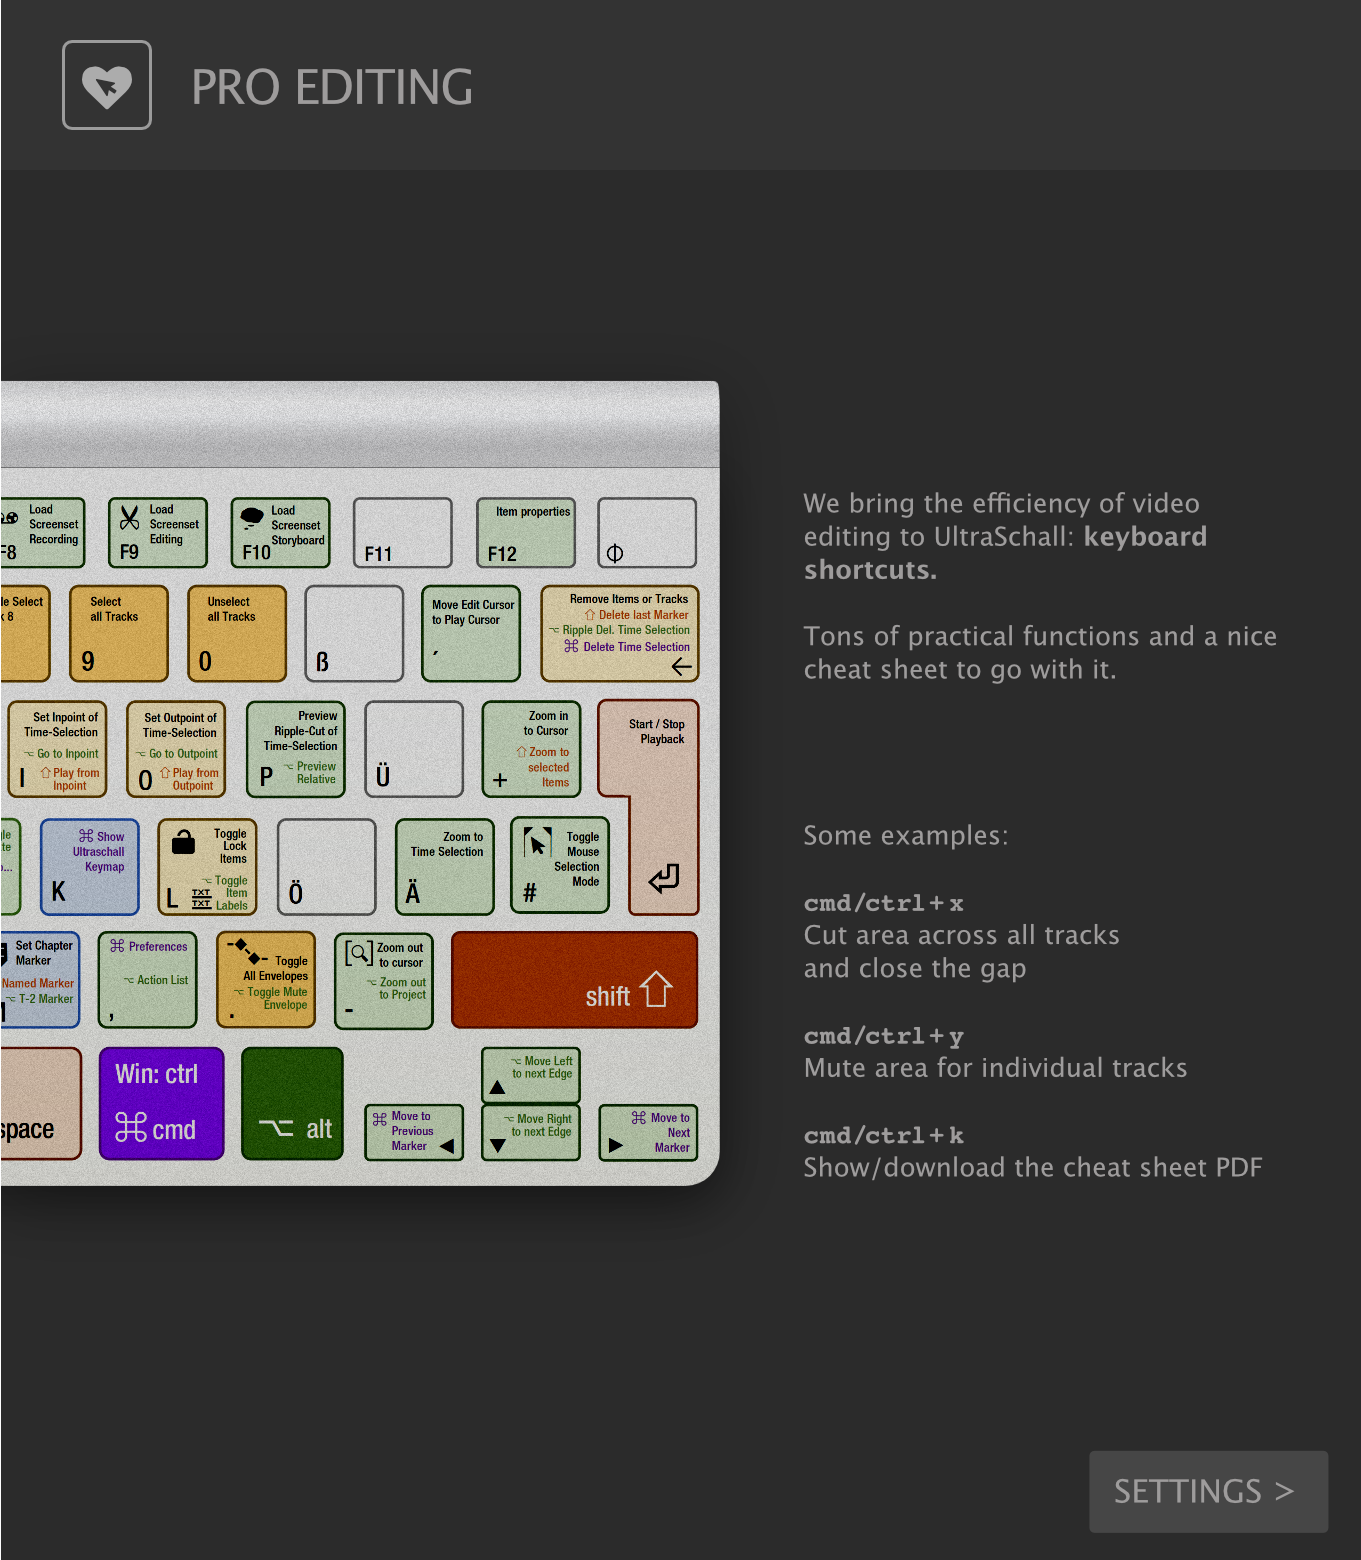 PRO EDITING
Load
Screenset
Recording
F8
Load
Screenset
Editing
F9
Load
Screenset
Storyboard
F10
F11
Item properties
F12
Select
8
Select
all Tracks
9
Unselect
all Tracks
0
ß
Move Edit Cursor
to Play Cursor
´
Remove Items or Tracks
⇧ Delete last Marker
⌥ Ripple Del. Time Selection
⌘ Delete Time Selection
←
Set Inpoint of
Time-Selection
⌥ Go to Inpoint
⇧ Play from
Inpoint
I
Set Outpoint of
Time-Selection
⌥ Go to Outpoint
⇧ Play from
Outpoint
O
Preview
Ripple-Cut of
Time-Selection
⌥ Preview
Relative
P
Ü
Zoom in
to Cursor
⇧ Zoom to
selected
Items
+
Start / Stop
Playback
⌘ Show
Ultraschall
Keymap
K
Toggle
Lock
Items
⌥ Toggle
Item
Labels
L
TXT
TXT
Ö
Zoom to
Time Selection
Ä
Toggle
Mouse
Selection
Mode
#
Set Chapter
Marker
Named Marker
⌥ T-2 Marker
⌘ Preferences
⌥ Action List
,
Toggle
All Envelopes
⌥ Toggle Mute
Envelope
.
Zoom out
to cursor
⌥ Zoom out
to Project
-
shift ⇧
space
Win: ctrl
⌘ cmd
⌥ alt
⌘ Move to
Previous
Marker ◀
⌥ Move Left
to next Edge
▲
⌥ Move Right
to next Edge
▼
⌘ Move to
Next
Marker
▶
We bring the efficiency of video
editing to UltraSchall: keyboard
shortcuts.
Tons of practical functions and a nice
cheat sheet to go with it.
Some examples:
cmd/ctrl+x
Cut area across all tracks
and close the gap
cmd/ctrl+y
Mute area for individual tracks
cmd/ctrl+k
Show/download the cheat sheet PDF
SETTINGS >